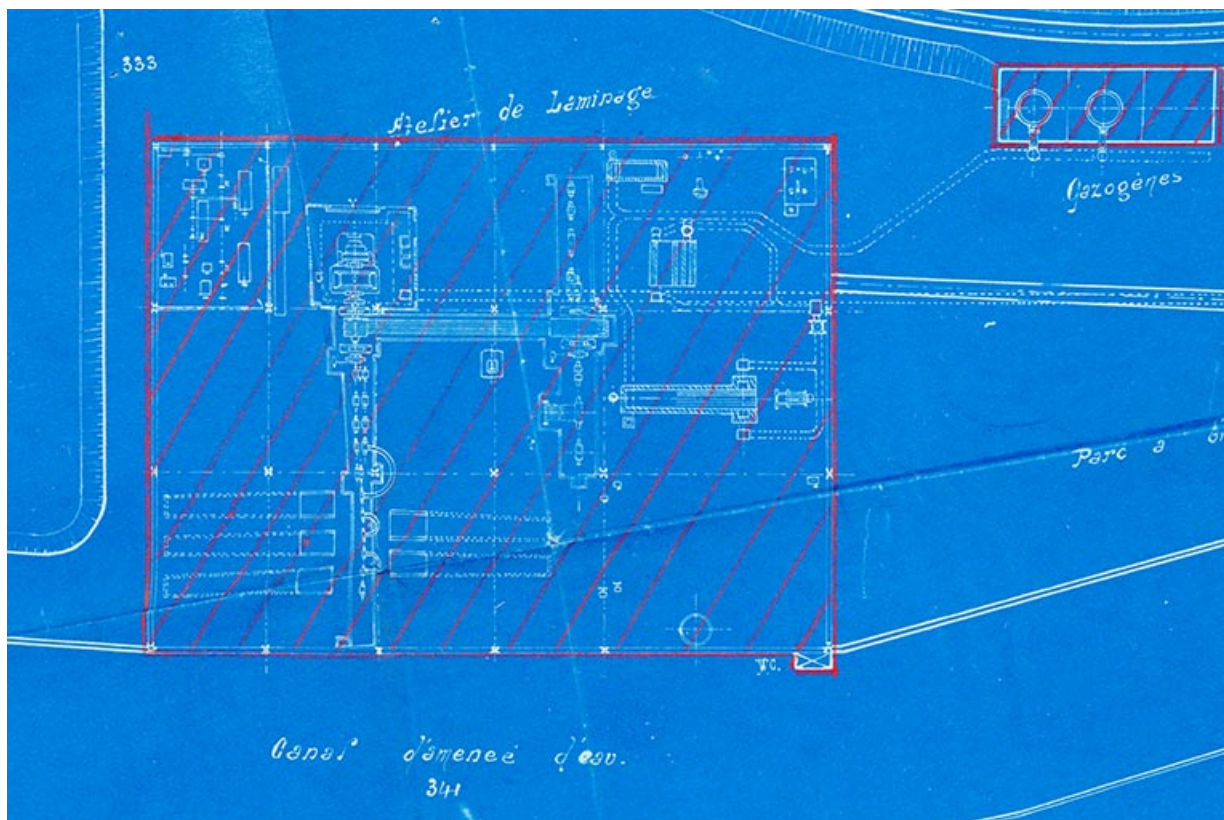 333
Atelier de Laminage
Gazogènes
Parc a
W.C.
Canal d'amenée d'eau.
341